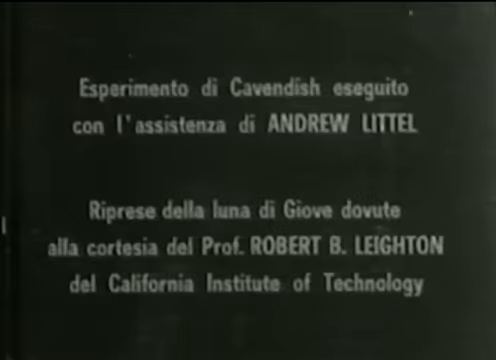 Esperimento di Cavendish eseguito
con l'assistenza di ANDREW LITTEL
Riprese della luna di Giove dovute
alla cortesia del Prof. ROBERT B. LEIGHTON
del California Institute of Technology